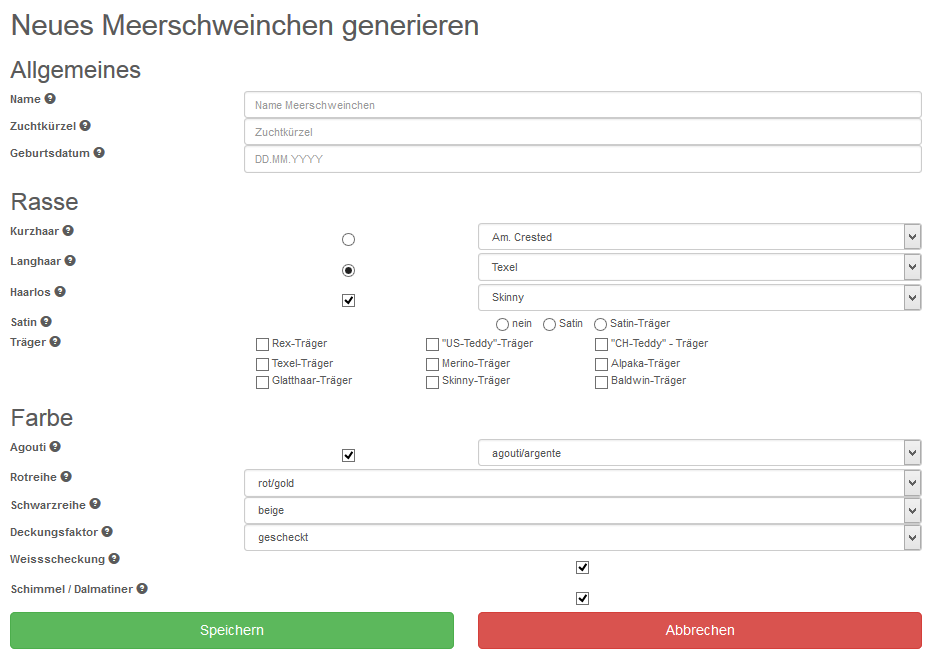 Neues Meerschweinchen generieren
Allgemeines
Name
Name Meerschweinchen
Zuchtkürzel
Zuchtkürzel
Geburtsdatum
DD.MM.YYYY
Rasse
Kurzhaar
Am. Crested
Langhaar
Texel
Haarlos
Skinny
Satin
nein Satin Satin-Träger
Träger
Rex-Träger "US-Teddy"-Träger "CH-Teddy" - Träger
Texel-Träger Merino-Träger Alpaka-Träger
Glatthaar-Träger Skinny-Träger Baldwin-Träger
Farbe
Agouti
agouti/argente
Rotreihe
rot/gold
Schwarzreihe
beige
Deckungsfaktor
gescheckt
Weissscheckung
Schimmel / Dalmatiner
Speichern Abbrechen